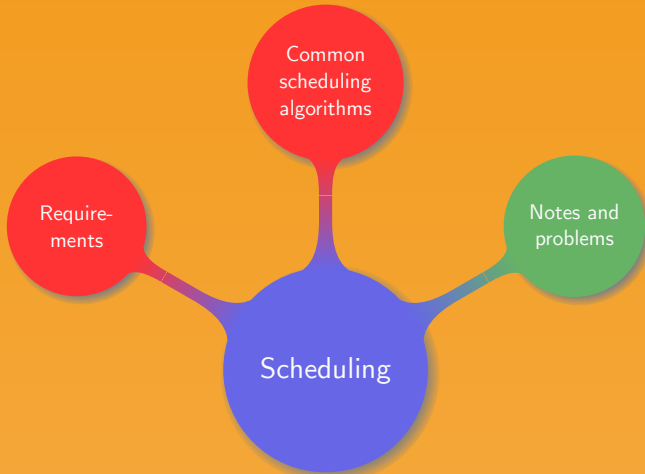 Common
scheduling
algorithms
Require-
ments
Notes and
problems
Scheduling